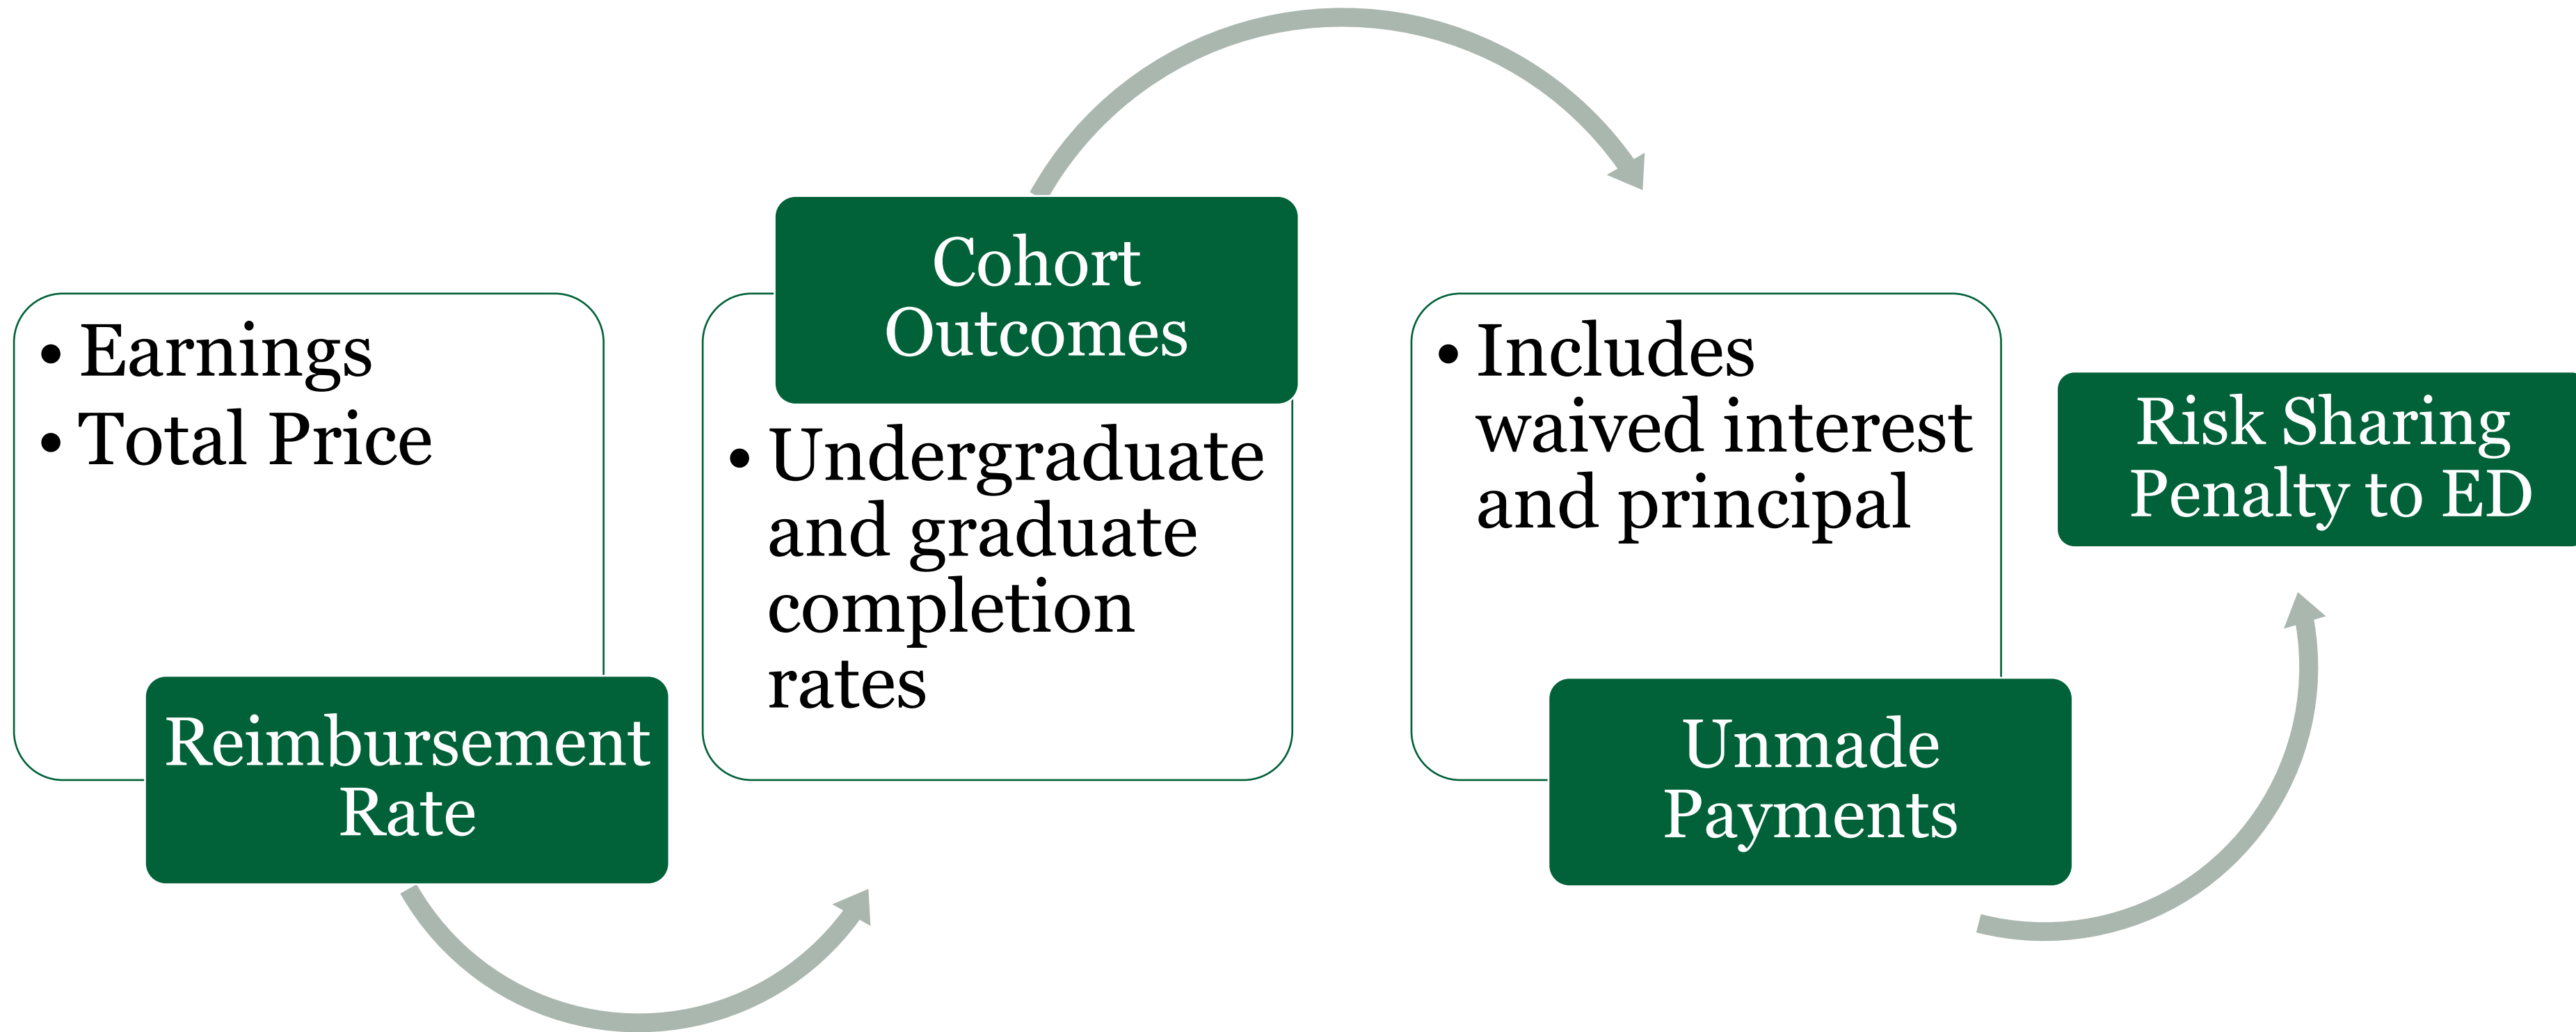 • Earnings
• Total Price
Reimbursement
Rate
Cohort
Outcomes
• Undergraduate
and graduate
completion
rates
• Includes
waived interest
and principal
Unmade
Payments
Risk Sharing
Penalty to ED